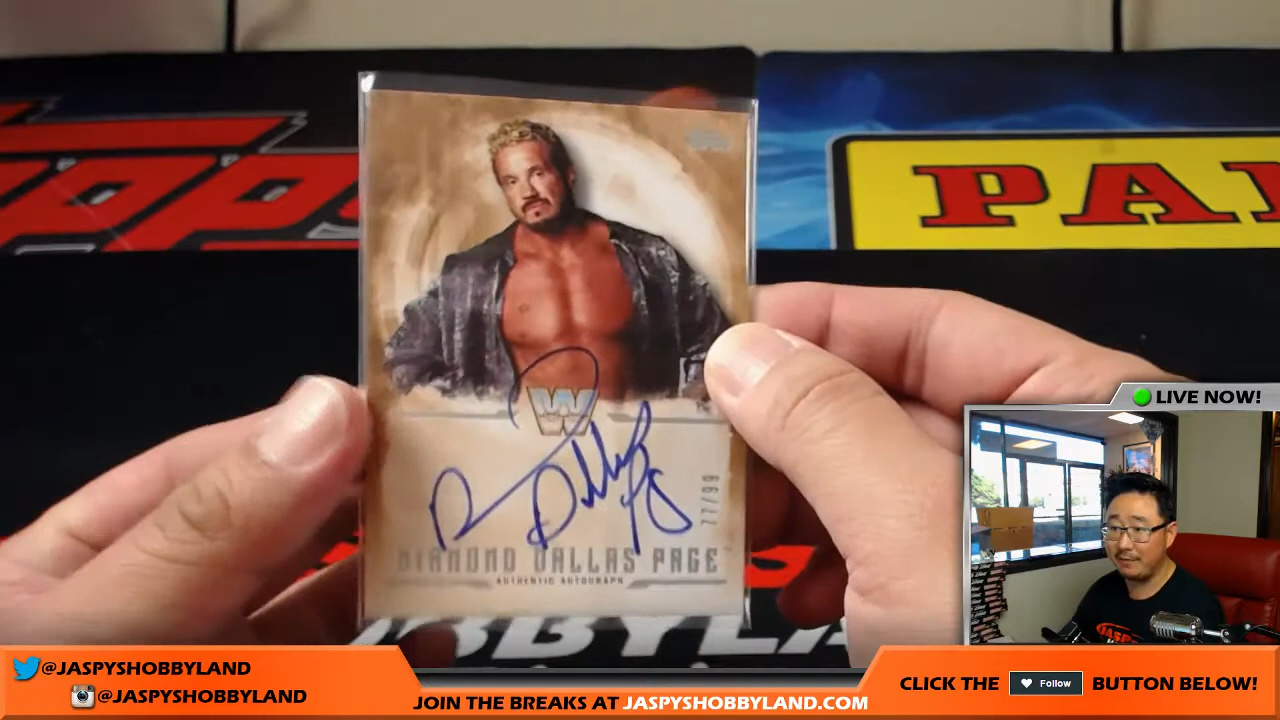 PAN
LIVE NOW!
DIAMOND DALLAS PAGE
AUTHENTIC AUTOGRAPH
77/99
@JASPYSHOBBYLAND
@JASPYSHOBBYLAND
JOIN THE BREAKS AT JASPYSHOBBYLAND.COM
CLICK THE Follow BUTTON BELOW!